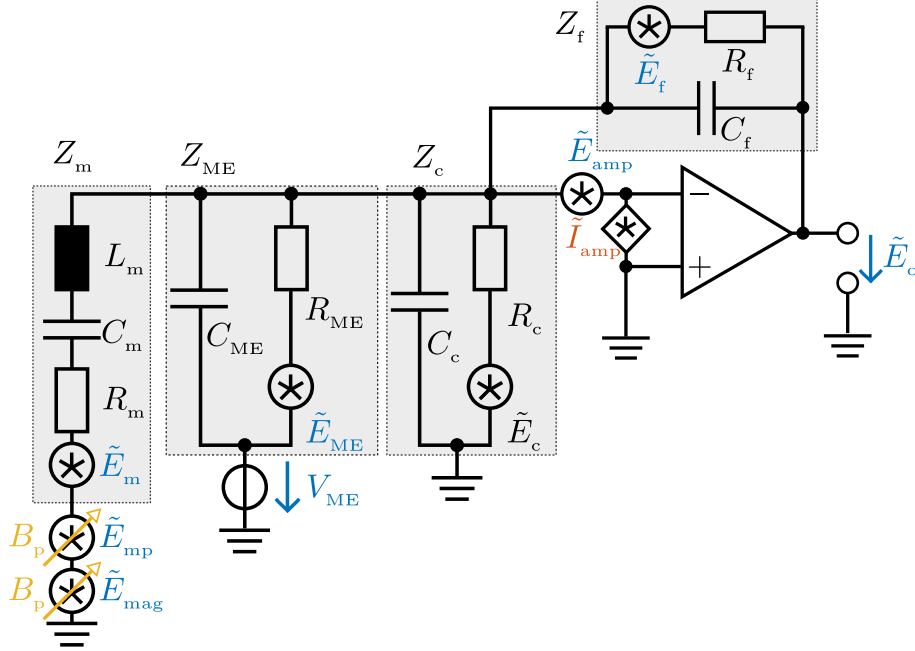 Z_f
Ẽ_f
R_f
C_f
Z_m
Z_ME
Z_c
Ẽ_amp
Ĩ_amp
−
+
Ẽ_o
L_m
C_m
R_m
Ẽ_m
C_ME
R_ME
Ẽ_ME
V_ME
C_c
R_c
Ẽ_c
B_p Ẽ_mp
B_p Ẽ_mag